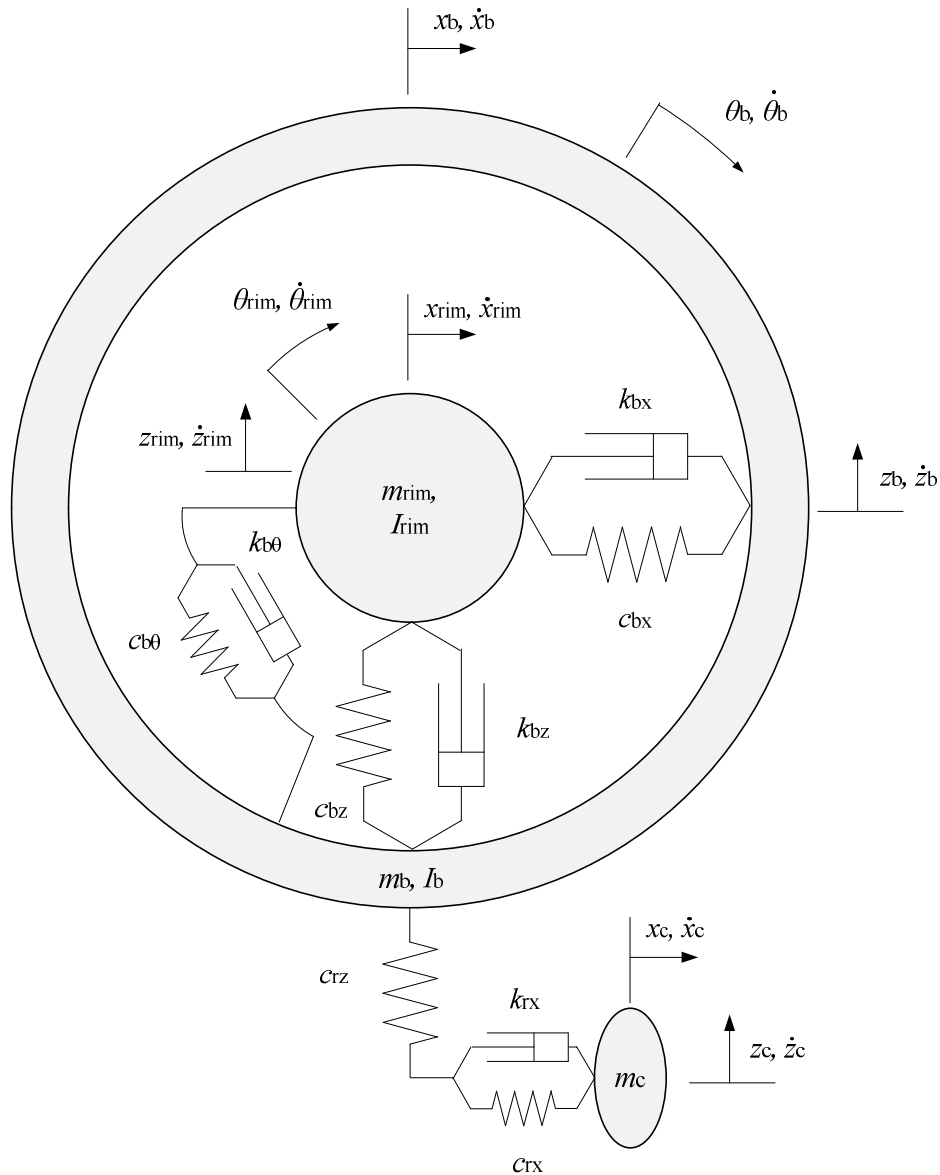 xb, ẋb
θb, θ̇b
θrim, θ̇rim
xrim, ẋrim
kbx
zrim, żrim
zb, żb
mrim,
Irim
kbθ
cbx
cbθ
kbz
cbz
mb, Ib
xc, ẋc
crz
krx
zc, żc
mc
crx